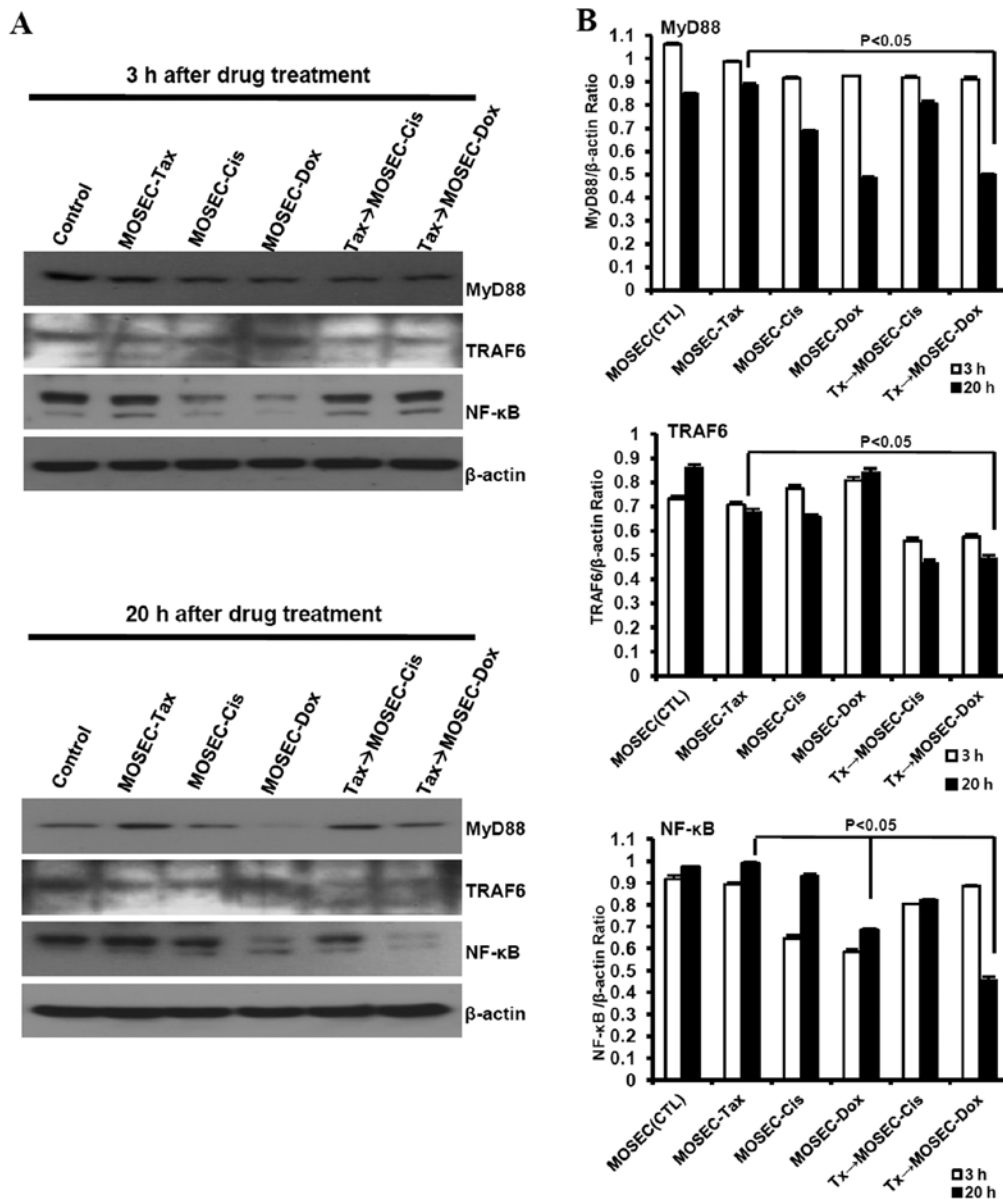 A
3 h after drug treatment
Control
MOSEC-Tax
MOSEC-Cis
MOSEC-Dox
Tax→MOSEC-Cis
Tax→MOSEC-Dox
MyD88
TRAF6
NF-κB
β-actin
20 h after drug treatment
Control
MOSEC-Tax
MOSEC-Cis
MOSEC-Dox
Tax→MOSEC-Cis
Tax→MOSEC-Dox
MyD88
TRAF6
NF-κB
β-actin
B
MyD88
P<0.05
MyD88/β-actin Ratio
1.1
1
0.9
0.8
0.7
0.6
0.5
0.4
0.3
0.2
0.1
0
MOSEC(CTL)
MOSEC-Tax
MOSEC-Cis
MOSEC-Dox
Tx→MOSEC-Cis
Tx→MOSEC-Dox
3 h
20 h
TRAF6
P<0.05
TRAF6/β-actin Ratio
1
0.9
0.8
0.7
0.6
0.5
0.4
0.3
0.2
0.1
0
MOSEC(CTL)
MOSEC-Tax
MOSEC-Cis
MOSEC-Dox
Tx→MOSEC-Cis
Tx→MOSEC-Dox
3 h
20 h
NF-κB
P<0.05
NF-κB /β-actin Ratio
1.1
1
0.9
0.8
0.7
0.6
0.5
0.4
0.3
0.2
0.1
0
MOSEC(CTL)
MOSEC-Tax
MOSEC-Cis
MOSEC-Dox
Tx→MOSEC-Cis
Tx→MOSEC-Dox
3 h
20 h